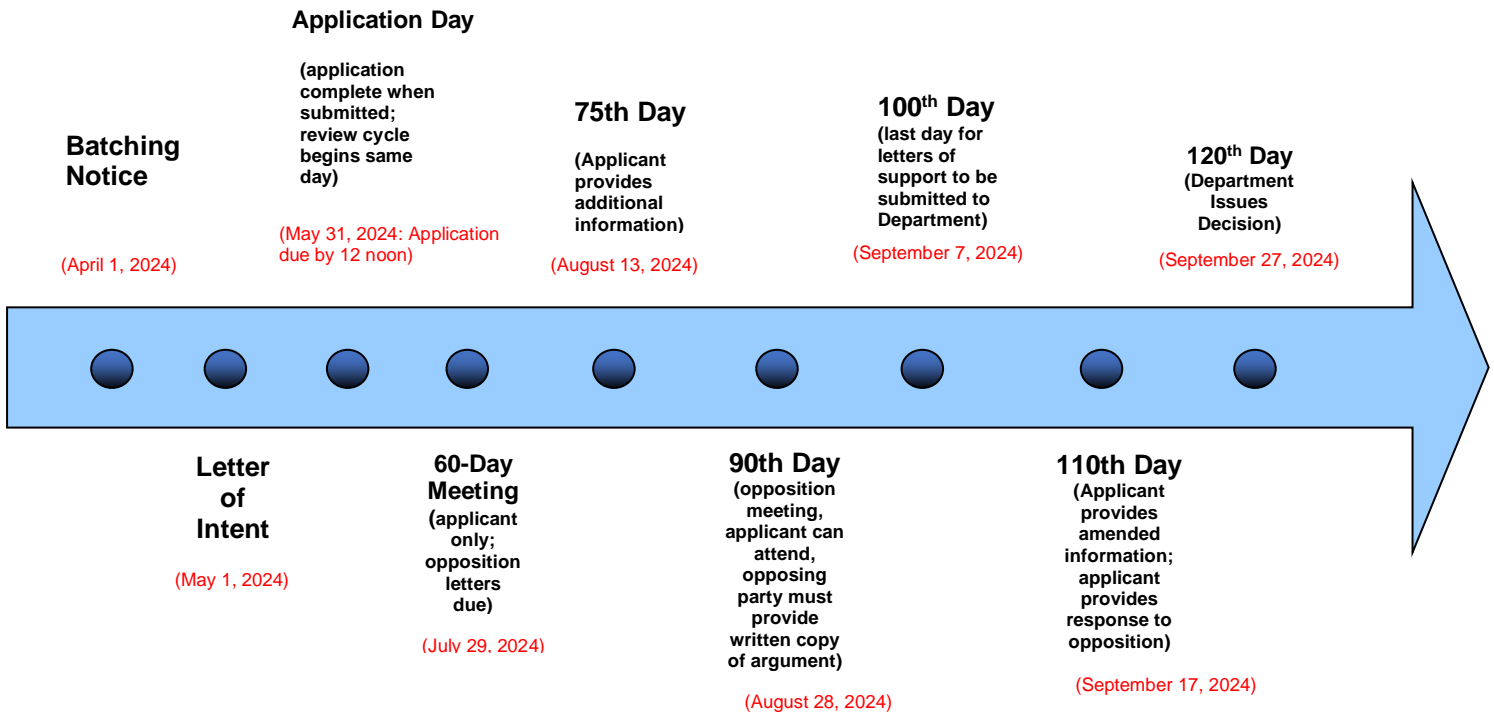 Application Day
(application
complete when
submitted;
review cycle
begins same
day)
(May 31, 2024: Application
due by 12 noon)
Batching
Notice
(April 1, 2024)
75th Day
(Applicant
provides
additional
information)
(August 13, 2024)
100th Day
(last day for
letters of
support to be
submitted to
Department)
(September 7, 2024)
120th Day
(Department
Issues
Decision)
(September 27, 2024)
Letter
of
Intent
(May 1, 2024)
60-Day
Meeting
(applicant
only;
opposition
letters
due)
(July 29, 2024)
90th Day
(opposition
meeting,
applicant can
attend,
opposing
party must
provide
written copy
of argument)
(August 28, 2024)
110th Day
(Applicant
provides
amended
information;
applicant
provides
response to
opposition)
(September 17, 2024)